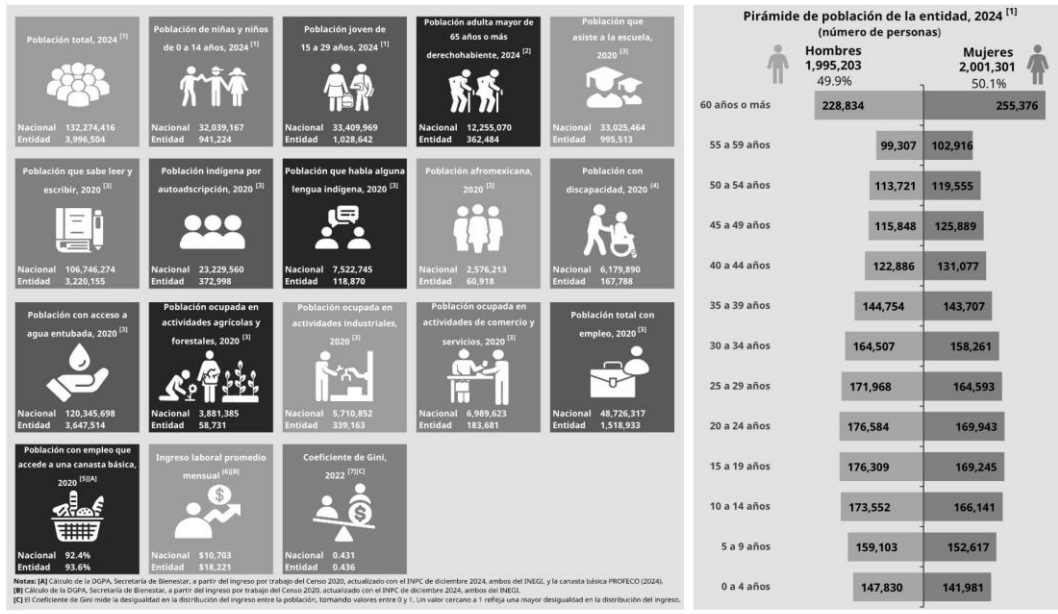 Población total, 2024 [1]
Nacional 132,274,416
Entidad 3,996,504
Población de niñas y niños
de 0 a 14 años, 2024 [1]
Nacional 32,039,167
Entidad 941,224
Población joven de
15 a 29 años, 2024 [1]
Nacional 33,409,969
Entidad 1,028,642
Población adulta mayor de
65 años o más
derechohabiente, 2024 [2]
Nacional 12,255,070
Entidad 362,484
Población que
asiste a la escuela,
2020 [3]
Nacional 33,025,464
Entidad 995,513
Población que sabe leer y
escribir, 2020 [3]
Nacional 106,746,274
Entidad 3,220,155
Población indígena por
autoadscripción, 2020 [3]
Nacional 23,229,560
Entidad 372,998
Población que habla alguna
lengua indígena, 2020 [3]
Nacional 7,522,745
Entidad 118,870
Población afromexicana,
2020 [3]
Nacional 2,576,213
Entidad 60,918
Población con
discapacidad, 2020 [4]
Nacional 6,179,890
Entidad 167,788
Población con acceso a
agua entubada, 2020 [3]
Nacional 120,345,698
Entidad 3,647,514
Población ocupada en
actividades agrícolas y
forestales, 2020 [3]
Nacional 3,881,385
Entidad 58,731
Población ocupada en
actividades industriales,
2020 [3]
Nacional 5,710,852
Entidad 339,163
Población ocupada en
actividades de comercio y
servicios, 2020 [3]
Nacional 6,989,623
Entidad 183,681
Población total con
empleo, 2020 [3]
Nacional 48,726,317
Entidad 1,518,933
Población con empleo que
accede a una canasta básica,
2020 [5][A]
Nacional 92.4%
Entidad 93.6%
Ingreso laboral promedio
mensual [6][B]
Nacional $10,703
Entidad $18,221
Coeficiente de Gini,
2022 [7][C]
Nacional 0.431
Entidad 0.436
Notas: [A] Cálculo de la DGPA, Secretaría de Bienestar, a partir del ingreso por trabajo del Censo 2020, actualizado con el INPC de diciembre 2024, ambos del INEGI, y la canasta básica PROFECO (2024).
[B] Cálculo de la DGPA, Secretaría de Bienestar, a partir del ingreso por trabajo del Censo 2020, actualizado con el INPC de diciembre 2024, ambos del INEGI.
[C] El Coeficiente de Gini mide la desigualdad en la distribución del ingreso entre la población, tomando valores entre 0 y 1. Un valor cercano a 1 refleja una mayor desigualdad en la distribución del ingreso.
Pirámide de población de la entidad, 2024 [1]
(número de personas)
Hombres
1,995,203
49.9%
Mujeres
2,001,301
50.1%
60 años o más 228,834 255,376
55 a 59 años 99,307 102,916
50 a 54 años 113,721 119,555
45 a 49 años 115,848 125,889
40 a 44 años 122,886 131,077
35 a 39 años 144,754 143,707
30 a 34 años 164,507 158,261
25 a 29 años 171,968 164,593
20 a 24 años 176,584 169,943
15 a 19 años 176,309 169,245
10 a 14 años 173,552 166,141
5 a 9 años 159,103 152,617
0 a 4 años 147,830 141,981